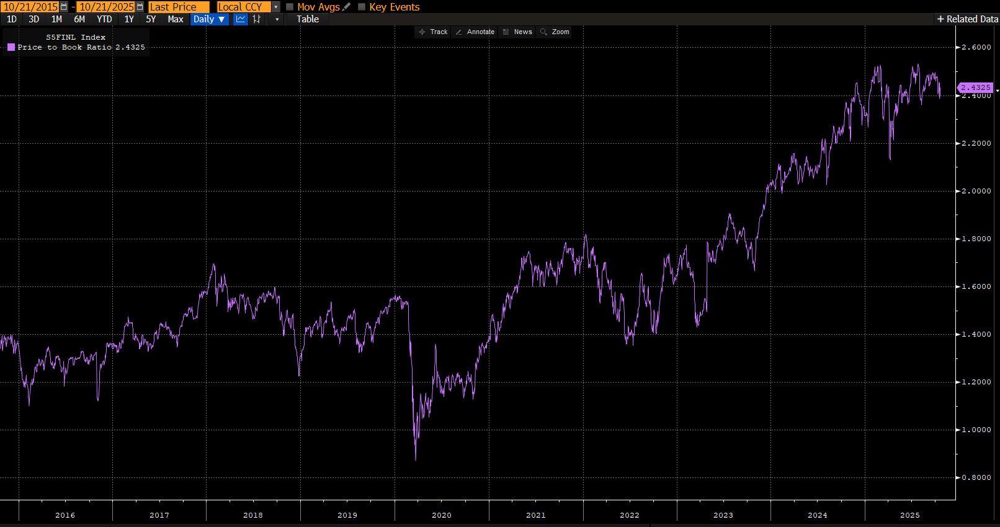 10/21/2015 - 10/21/2025 Last Price Local CCY Mov Avgs Key Events
1D 3D 1M 6M YTD 1Y 5Y Max Daily ▼ Table + Related Data
Track Annotate News Zoom
S5FINL Index
Price to Book Ratio 2.4325
2.6000
2.4325
2.4000
2.2000
2.0000
1.8000
1.6000
1.4000
1.2000
1.0000
0.8000
2016 2017 2018 2019 2020 2021 2022 2023 2024 2025